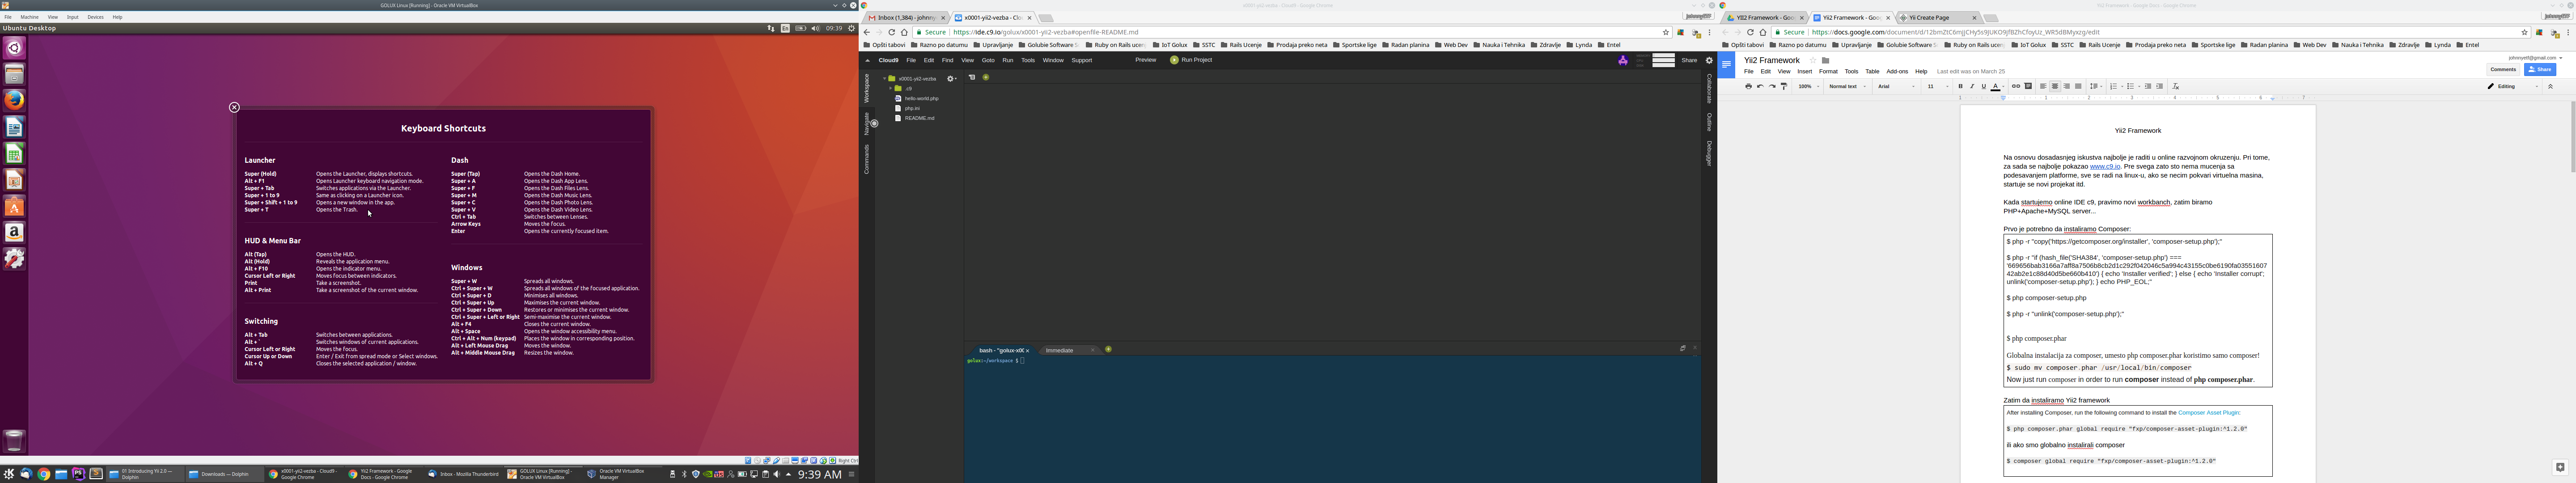 GOLUX Linux [Running] - Oracle VM VirtualBox
File Machine View Input Devices Help
Ubuntu Desktop
En
09:39
Keyboard Shortcuts
Launcher
Super (Hold) Opens the Launcher, displays shortcuts.
Alt + F1 Opens Launcher keyboard navigation mode.
Super + Tab Switches applications via the Launcher.
Super + 1 to 9 Same as clicking on a Launcher icon.
Super + Shift + 1 to 9 Opens a new window in the app.
Super + T Opens the Trash.
HUD & Menu Bar
Alt (Tap) Opens the HUD.
Alt (Hold) Reveals the application menu.
Alt + F10 Opens the indicator menu.
Cursor Left or Right Moves focus between indicators.
Print Take a screenshot.
Alt + Print Take a screenshot of the current window.
Switching
Alt + Tab Switches between applications.
Alt + ` Switches windows of current applications.
Cursor Left or Right Moves the focus.
Cursor Up or Down Enter / Exit from spread mode or Select windows.
Alt + Q Closes the selected application / window.
Dash
Super (Tap) Opens the Dash Home.
Super + A Opens the Dash App Lens.
Super + F Opens the Dash Files Lens.
Super + M Opens the Dash Music Lens.
Super + C Opens the Dash Photo Lens.
Super + V Opens the Dash Video Lens.
Ctrl + Tab Switches between Lenses.
Arrow Keys Moves the focus.
Enter Opens the currently focused item.
Windows
Super + W Spreads all windows.
Ctrl + Super + W Spreads all windows of the focused application.
Ctrl + Super + D Minimises all windows.
Ctrl + Super + Up Maximises the current window.
Ctrl + Super + Down Restores or minimises the current window.
Ctrl + Super + Left or Right Semi-maximise the current window.
Alt + F4 Closes the current window.
Alt + Space Opens the window accessibility menu.
Ctrl + Alt + Num (keypad) Places the window in corresponding position.
Alt + Left Mouse Drag Moves the window.
Alt + Middle Mouse Drag Resizes the window.
Right Ctrl
01 Introducing Yii 2.0 — Dolphin
Downloads — Dolphin
x0001-yii2-vezba - Cloud9 - Google Chrome
Yii2 Framework - Google Docs - Google Chrome
Inbox - Mozilla Thunderbird
GOLUX Linux [Running] - Oracle VM VirtualBox
Oracle VM VirtualBox Manager
9:39 AM
x0001-yii2-vezba - Cloud9 - Google Chrome
Inbox (1,384) - johnny x0001-yii2-vezba - Clo
Secure https://ide.c9.io/golux/x0001-yii2-vezba#openfile-README.md
Opšti tabovi Razno po datumu Upravljanje Golubie Software Ruby on Rails ucen IoT Golux SSTC Rails Ucenje Prodaja preko neta Sportske lige Radan planina Web Dev Nauka i Tehnika Zdravlje Lynda Entel
Cloud9 File Edit Find View Goto Run Tools Window Support Preview Run Project Share
Workspace
Navigate
Commands
x0001-yii2-vezba
.c9
hello-world.php
php.ini
README.md
Collaborate
Outline
Debugger
bash - "golux-x00 Immediate
golux:~/workspace $
Yii2 Framework - Google Docs - Google Chrome
YII2 Framework - Goo Yii2 Framework - Goog Yii Create Page
Secure https://docs.google.com/document/d/12bmZtC6mJJCHy5s9JUKO9jfBZhCfoyUz_WR5dBMyxzg/edit
Opšti tabovi Razno po datumu Upravljanje Golubie Software Ruby on Rails ucen IoT Golux SSTC Rails Ucenje Prodaja preko neta Sportske lige Radan planina Web Dev Nauka i Tehnika Zdravlje Lynda Entel
Yii2 Framework
johnyetf@gmail.com
File Edit View Insert Format Tools Table Add-ons Help Last edit was on March 25
Comments Share
100% Normal text Arial 11 Editing
Yii2 Framework
Na osnovu dosadasnjeg iskustva najbolje je raditi u online razvojnom okruzenju. Pri tome,
za sada se najbolje pokazao www.c9.io. Pre svega zato sto nema mucenja sa
podesavanjem platforme, sve se radi na linux-u, ako se necim pokvari virtuelna masina,
startuje se novi projekat itd.
Kada startujemo online IDE c9, pravimo novi workbanch, zatim biramo
PHP+Apache+MySQL server...
Prvo je potrebno da instaliramo Composer:
$ php -r "copy('https://getcomposer.org/installer', 'composer-setup.php');"
$ php -r "if (hash_file('SHA384', 'composer-setup.php') ===
'669656bab3166a7aff8a7506b8cb2d1c292f042046c5a994c43155c0be6190fa03551607
42ab2e1c88d40d5be660b410') { echo 'Installer verified'; } else { echo 'Installer corrupt';
unlink('composer-setup.php'); } echo PHP_EOL;"
$ php composer-setup.php
$ php -r "unlink('composer-setup.php');"
$ php composer.phar
Globalna instalacija za composer, umesto php composer.phar koristimo samo composer!
$ sudo mv composer.phar /usr/local/bin/composer
Now just run composer in order to run composer instead of php composer.phar.
Zatim da instaliramo Yii2 framework
After installing Composer, run the following command to install the Composer Asset Plugin:
$ php composer.phar global require "fxp/composer-asset-plugin:^1.2.0"
ili ako smo globalno instalirali composer
$ composer global require "fxp/composer-asset-plugin:^1.2.0"